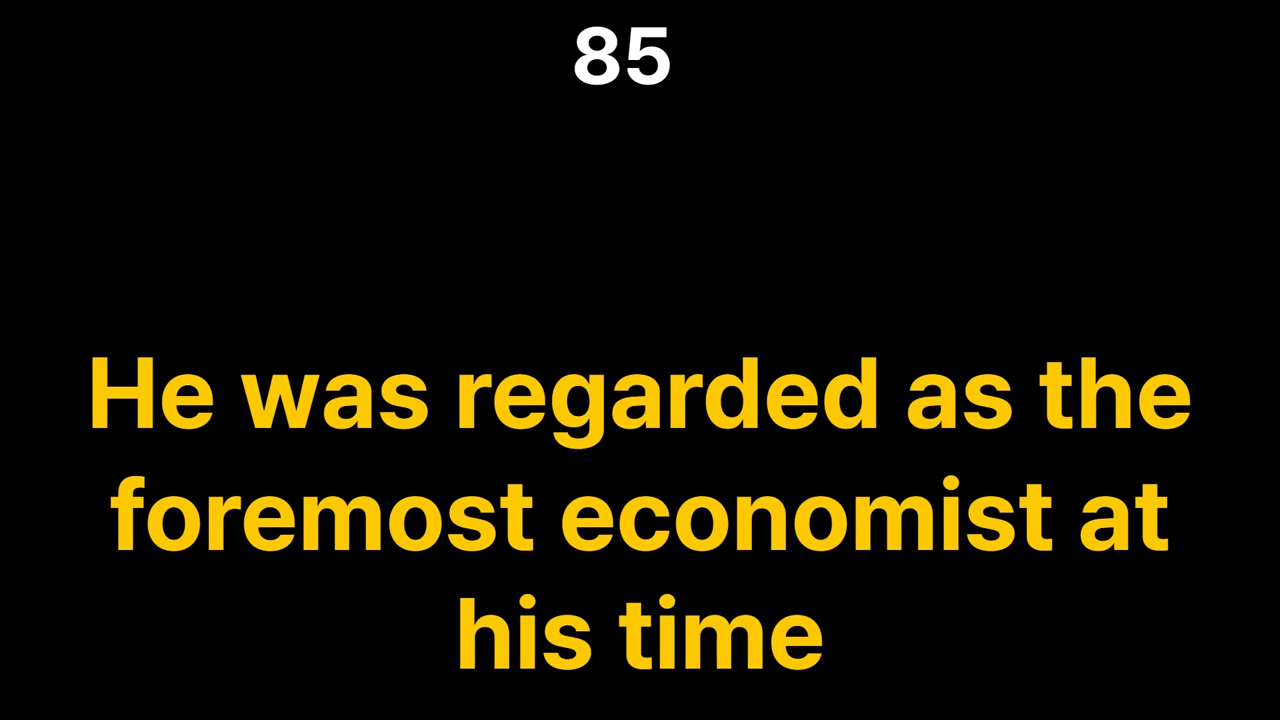 85
He was regarded as the
foremost economist at
his time